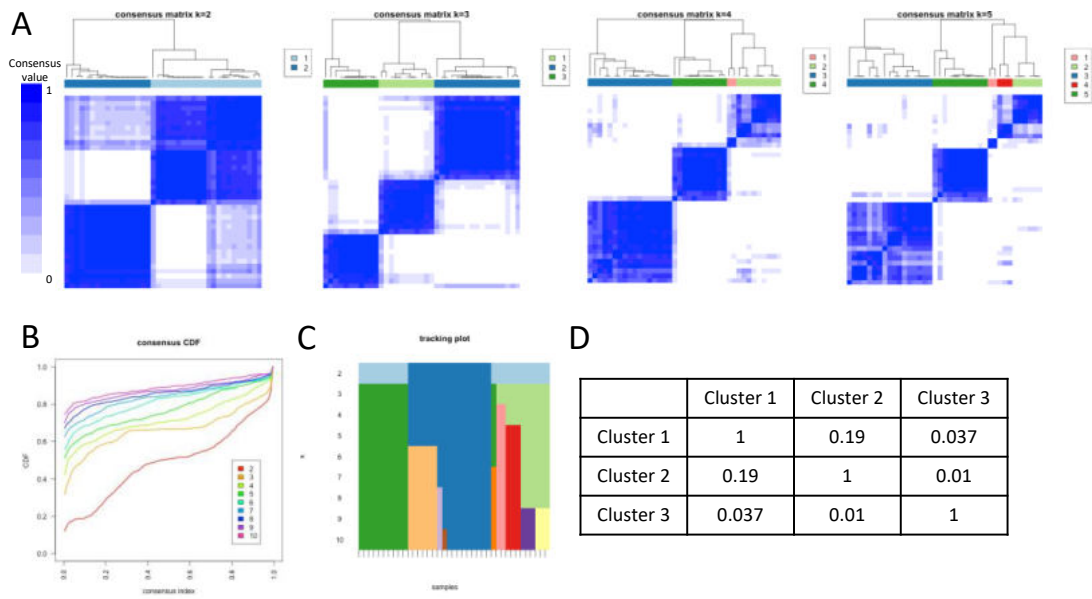 A
consensus matrix k=2
consensus matrix k=3
consensus matrix k=4
consensus matrix k=5
Consensus
value
1
0
1
2
1
2
3
1
2
3
4
1
2
3
4
5
B
consensus CDF
CDF
1.0
0.8
0.6
0.4
0.2
0.0
2
3
4
5
6
7
8
9
10
0.0
0.2
0.4
0.6
0.8
1.0
consensus index
C
tracking plot
k
2
3
4
5
6
7
8
9
10
samples
D
Cluster 1 Cluster 2 Cluster 3
Cluster 1 1 0.19 0.037
Cluster 2 0.19 1 0.01
Cluster 3 0.037 0.01 1